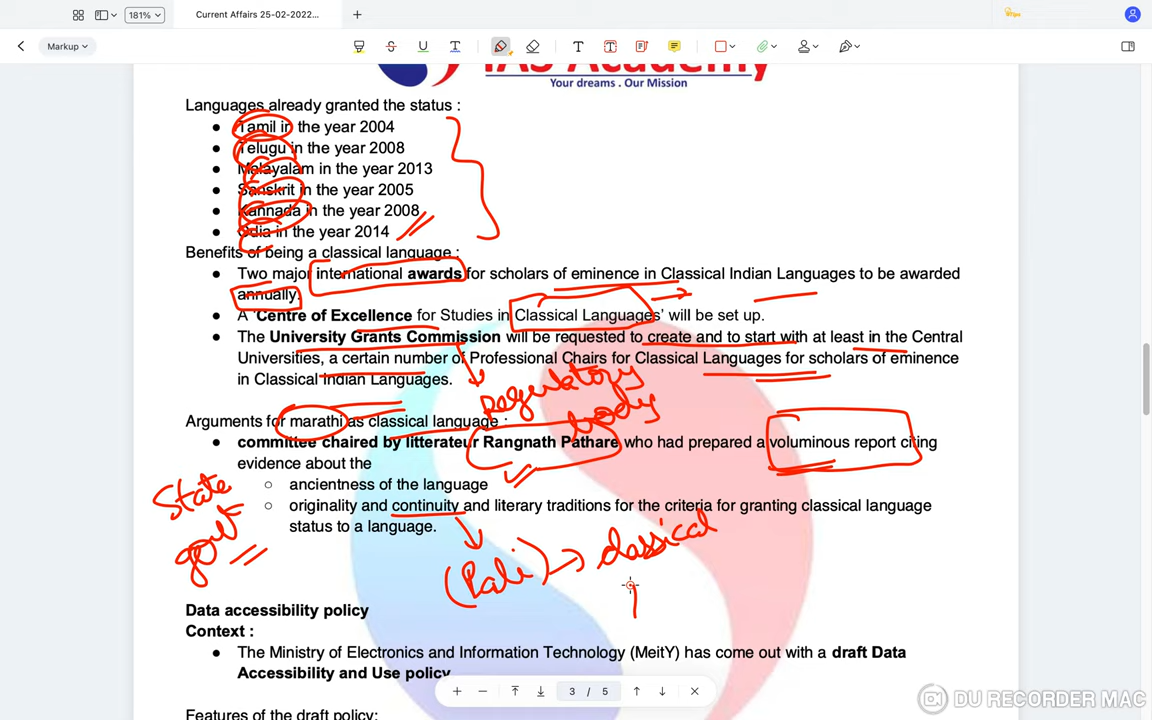 181%
Current Affairs 25-02-2022...
Markup
IAS Academy
Your dreams . Our Mission
Languages already granted the status :
● Tamil in the year 2004
● Telugu in the year 2008
● Malayalam in the year 2013
● Sanskrit in the year 2005
● Kannada in the year 2008
● Odia in the year 2014
Benefits of being a classical language :
● Two major international awards for scholars of eminence in Classical Indian Languages to be awarded
annually.
● A 'Centre of Excellence for Studies in Classical Languages' will be set up.
● The University Grants Commission will be requested to create and to start with at least in the Central
Universities, a certain number of Professional Chairs for Classical Languages for scholars of eminence
in Classical Indian Languages.
Regulatory
body
Arguments for marathi as classical language :
● committee chaired by litterateur Rangnath Pathare who had prepared a voluminous report citing
evidence about the
○ ancientness of the language
○ originality and continuity and literary traditions for the criteria for granting classical language
status to a language.
State
govt
(Pali) → classical
Data accessibility policy
Context :
● The Ministry of Electronics and Information Technology (MeitY) has come out with a draft Data
Accessibility and Use policy
3 / 5
Features of the draft policy:
DU RECORDER MAC